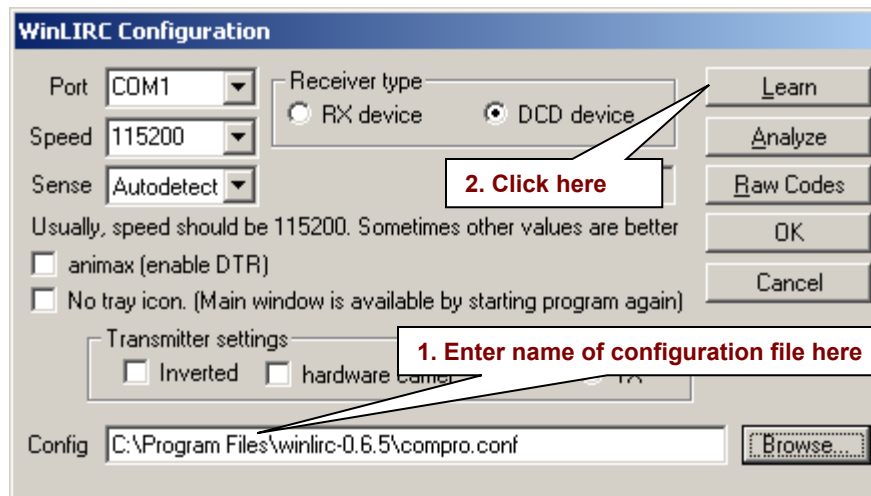 WinLIRC Configuration
Port COM1
Receiver type
RX device DCD device
Learn
Speed 115200
Analyze
Sense Autodetect
2. Click here
Raw Codes
Usually, speed should be 115200. Sometimes other values are better
OK
animax (enable DTR)
Cancel
No tray icon. (Main window is available by starting program again)
Transmitter settings
1. Enter name of configuration file here
Inverted hardware
Config C:\Program Files\winlirc-0.6.5\compro.conf Browse...